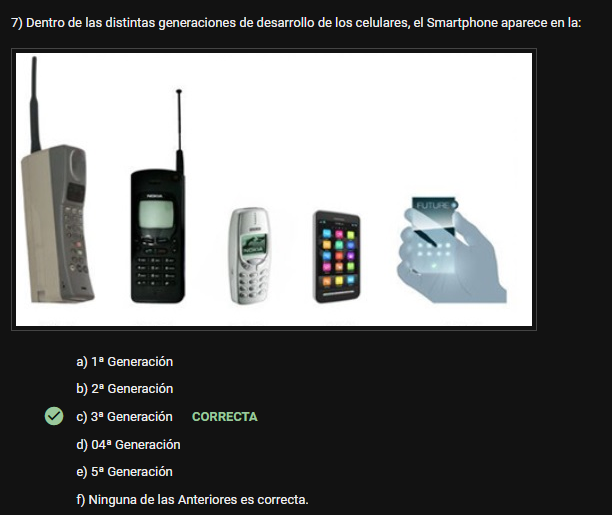 7) Dentro de las distintas generaciones de desarrollo de los celulares, el Smartphone aparece en la:
NOKIA
FUTURE
a) 1ª Generación
b) 2ª Generación
c) 3ª Generación CORRECTA
d) 04ª Generación
e) 5ª Generación
f) Ninguna de las Anteriores es correcta.